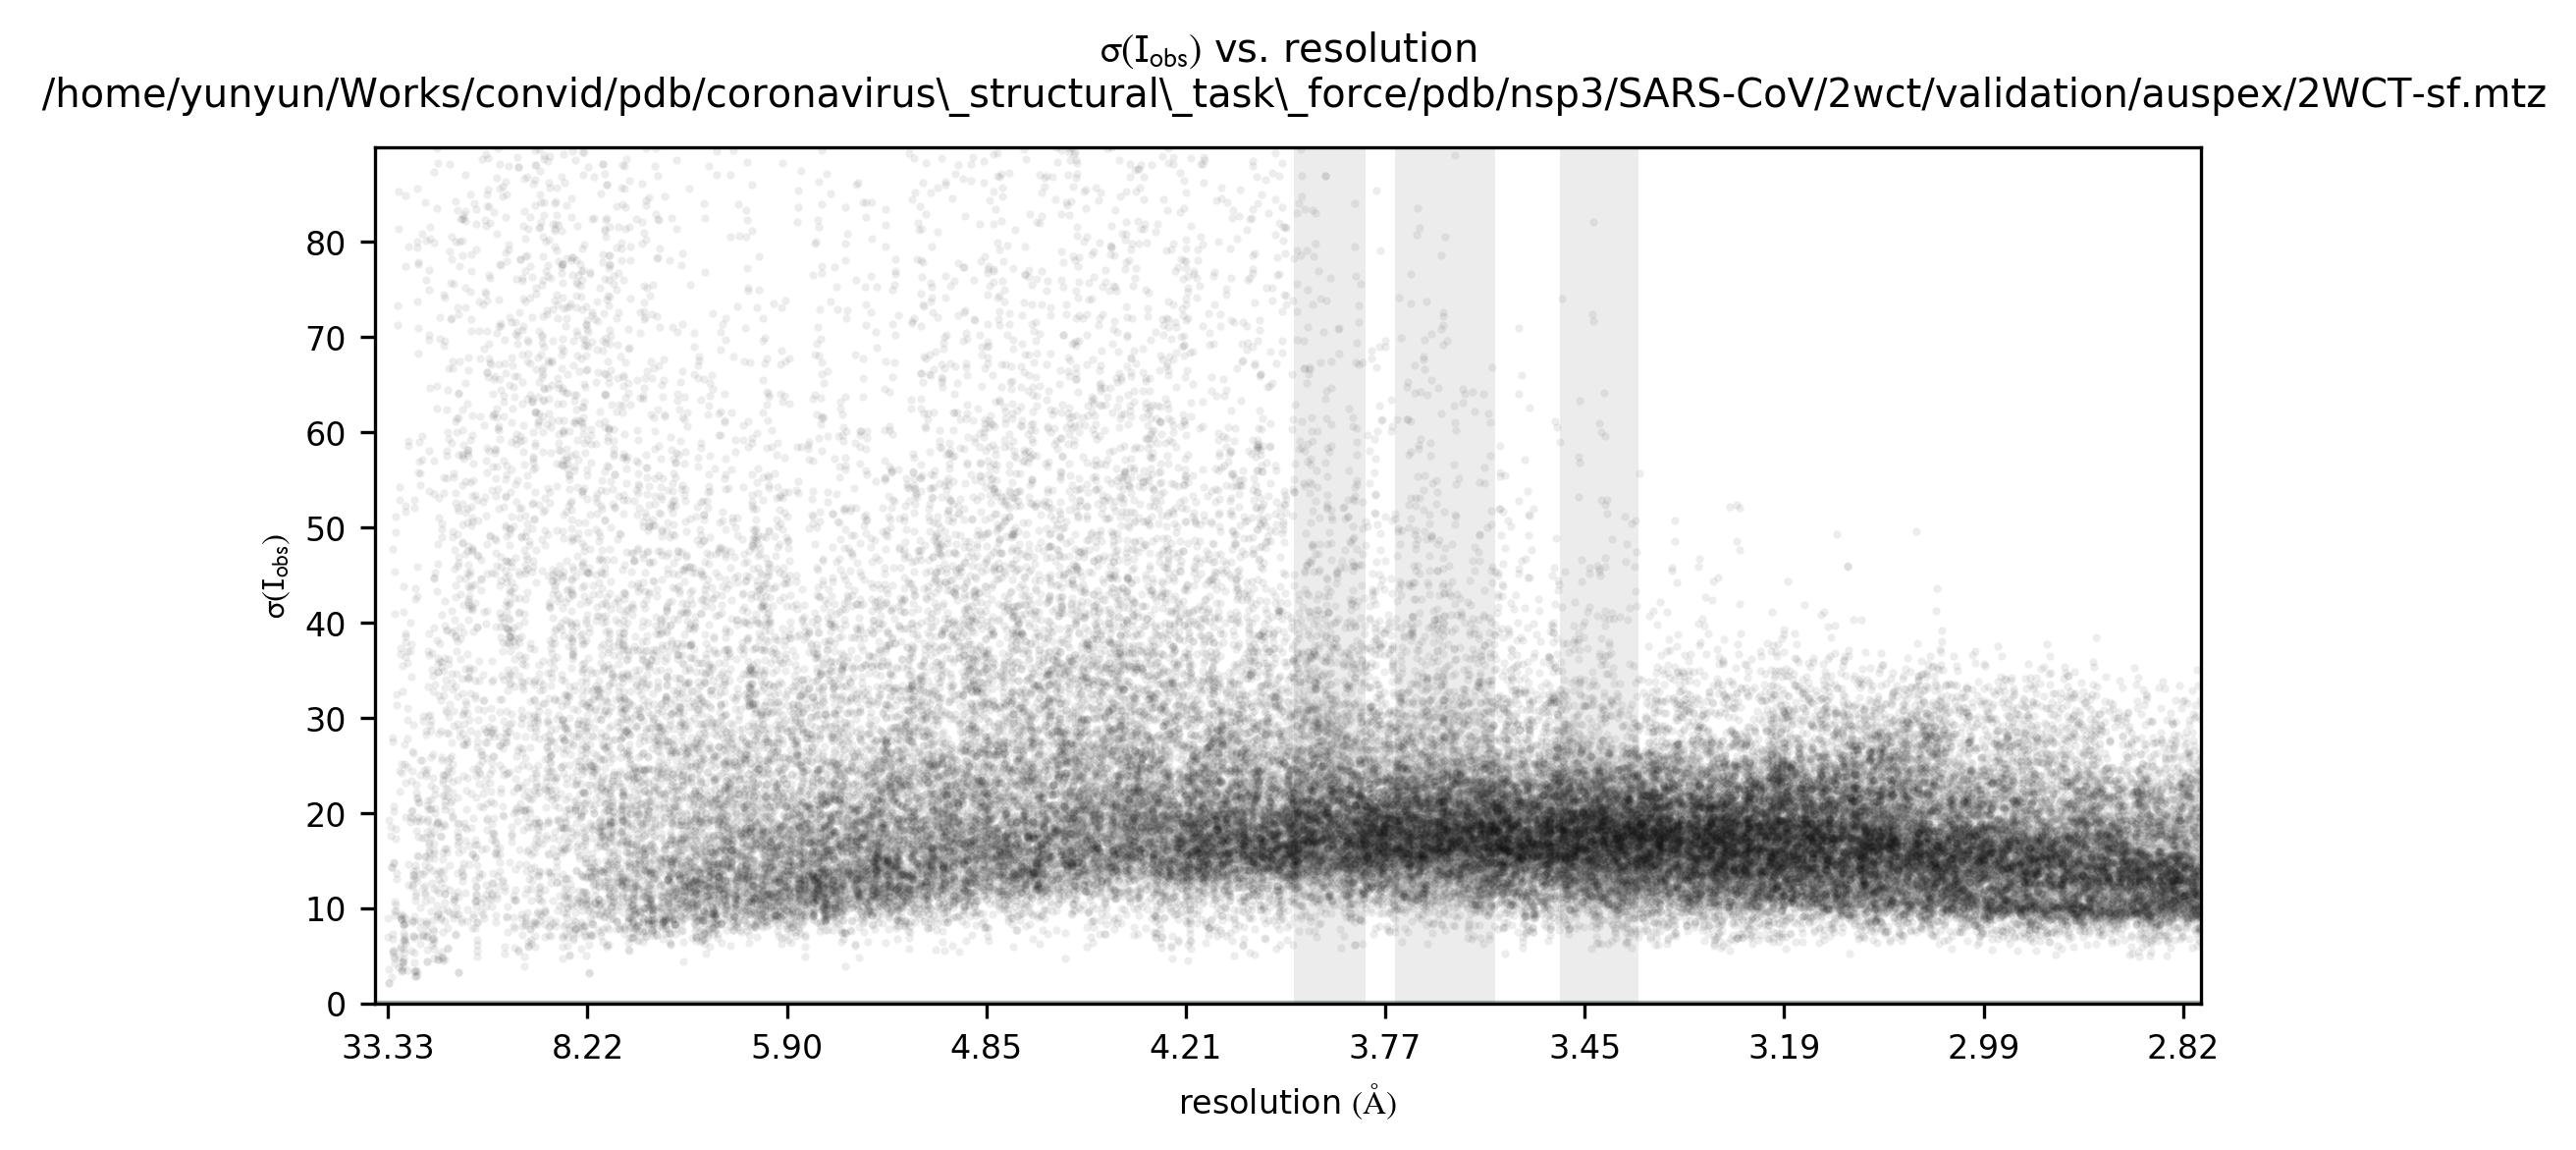 σ(I_obs) vs. resolution
/home/yunyun/Works/convid/pdb/coronavirus\_structural\_task\_force/pdb/nsp3/SARS-CoV/2wct/validation/auspex/2WCT-sf.mtz
80
70
60
50
40
30
20
10
0
σ(I_obs)
33.33 8.22 5.90 4.85 4.21 3.77 3.45 3.19 2.99 2.82
resolution (Å)